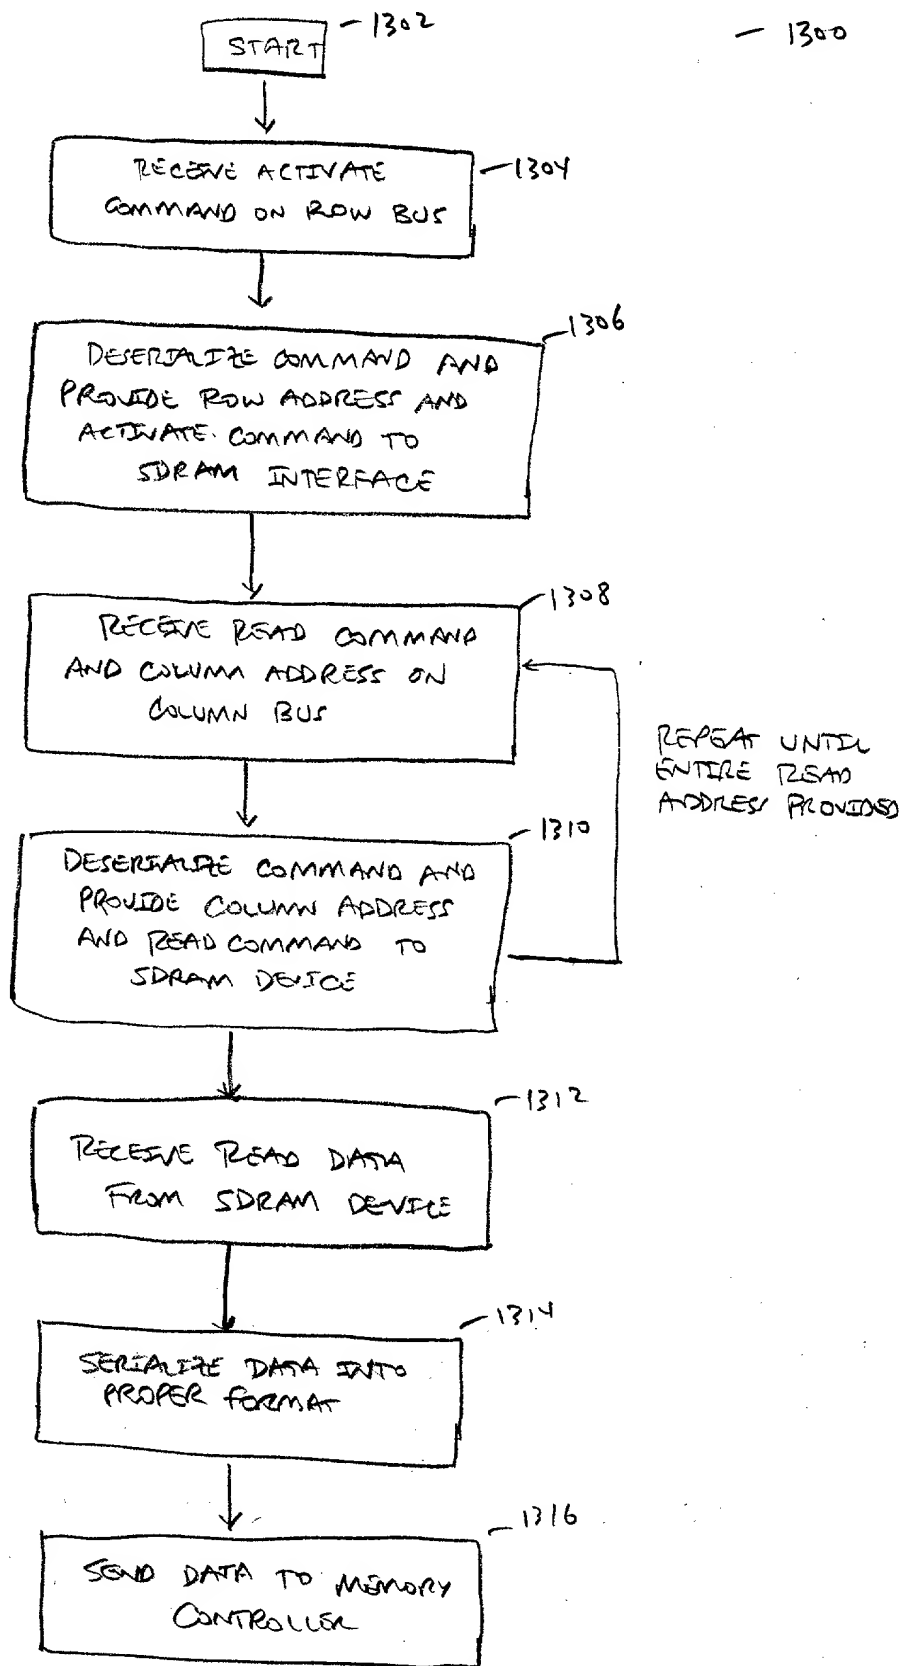 1302
1300
START
RECEIVE ACTIVATE
COMMAND ON ROW BUS
1304
1306
DESERIALIZE COMMAND AND
PROVIDE ROW ADDRESS AND
ACTIVATE COMMAND TO
SDRAM INTERFACE
1308
RECEIVE READ COMMAND
AND COLUMN ADDRESS ON
COLUMN BUS
REPEAT UNTIL
ENTIRE READ
ADDRESS PROVIDED
1310
DESERIALIZE COMMAND AND
PROVIDE COLUMN ADDRESS
AND READ COMMAND TO
SDRAM DEVICE
1312
RECEIVE READ DATA
FROM SDRAM DEVICE
1314
SERIALIZE DATA INTO
PROPER FORMAT
1316
SEND DATA TO MEMORY
CONTROLLER